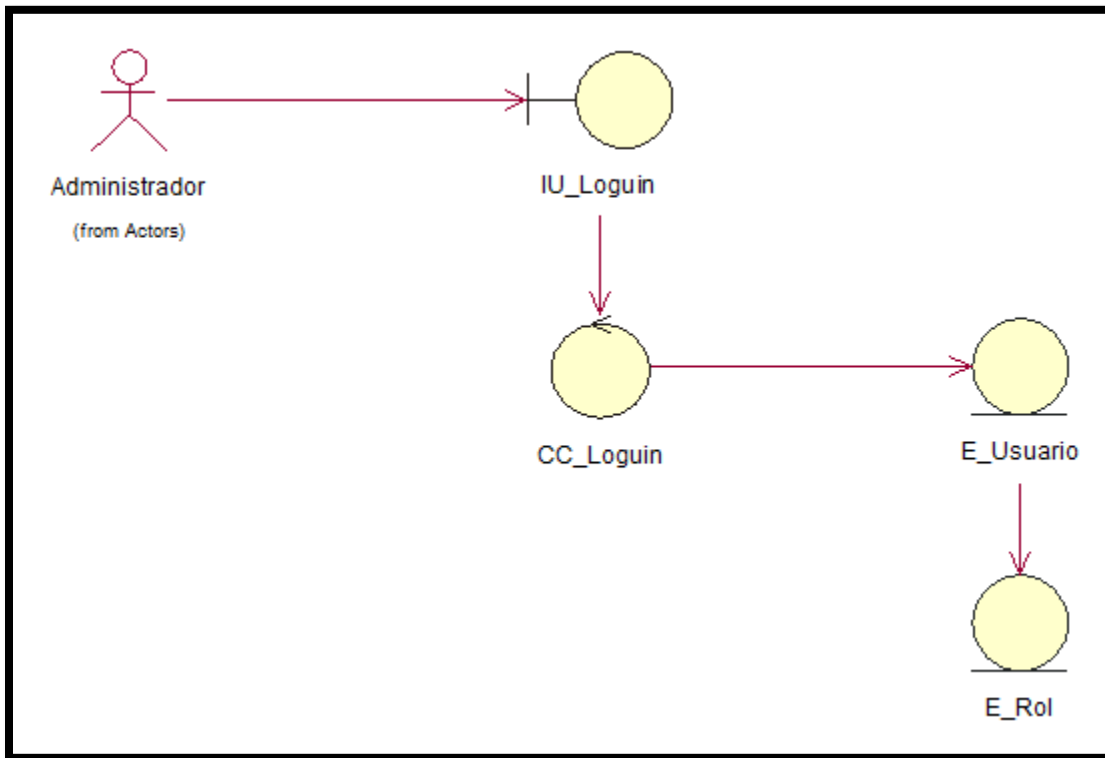 Administrador
(from Actors)
IU_Loguin
CC_Loguin
E_Usuario
E_Rol